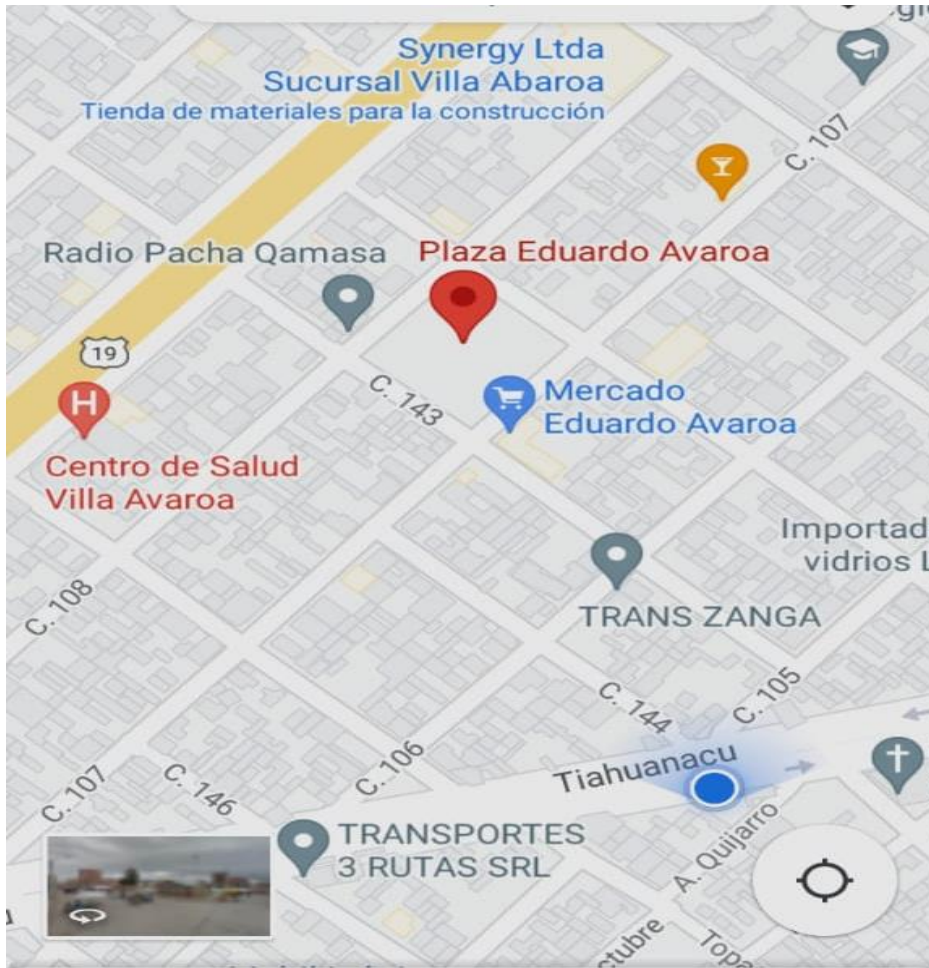 Synergy Ltda
Sucursal Villa Abaroa
Tienda de materiales para la construcción
C. 107
Radio Pacha Qamasa
Plaza Eduardo Avaroa
19
H
C. 143
Mercado
Eduardo Avaroa
Centro de Salud
Villa Avaroa
Importad
vidrios L
C. 108
TRANS ZANGA
C. 144
C. 105
Tiahuanacu
C. 106
C. 107
C. 146
TRANSPORTES
3 RUTAS SRL
A. Quijarro
ctubre
Topa